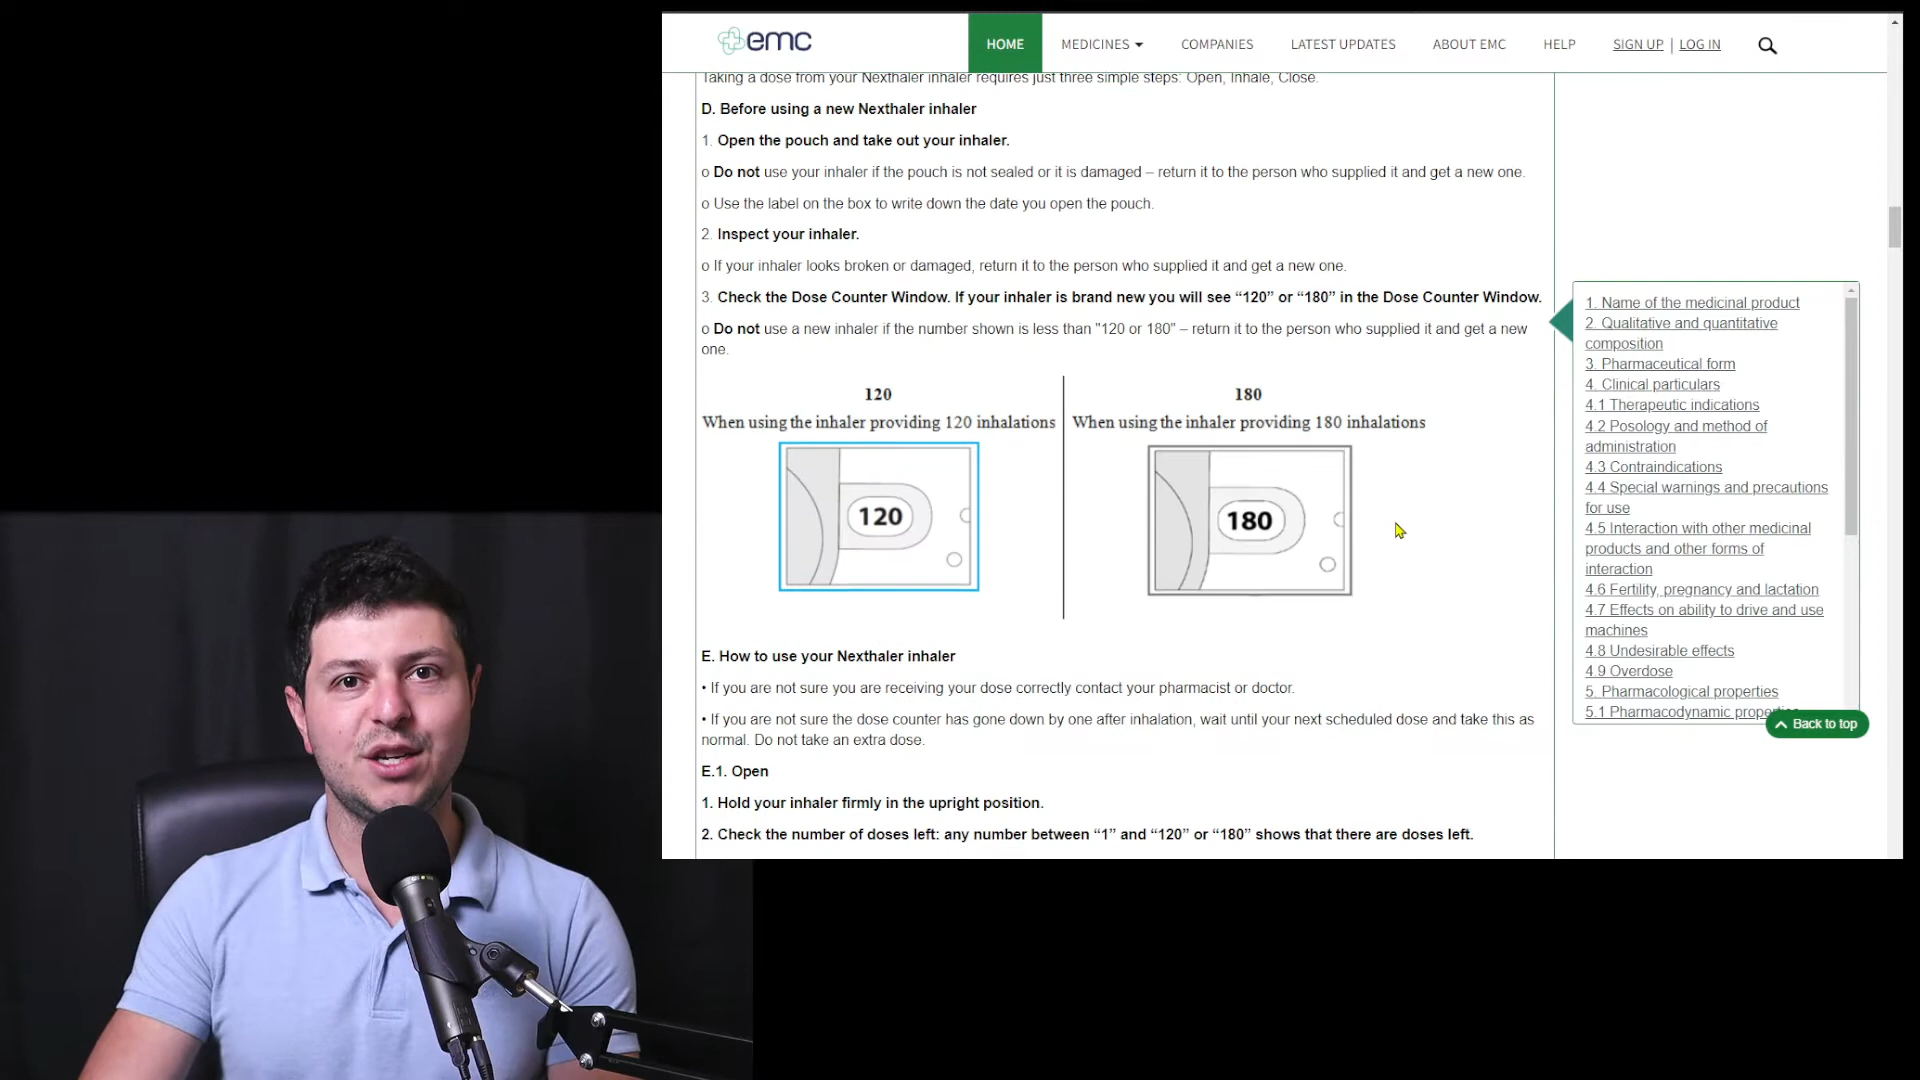 emc
HOME
MEDICINES
COMPANIES
LATEST UPDATES
ABOUT EMC
HELP
SIGN UP | LOG IN
Taking a dose from your Nexthaler inhaler requires just three simple steps: Open, Inhale, Close.
D. Before using a new Nexthaler inhaler
1. Open the pouch and take out your inhaler.
o Do not use your inhaler if the pouch is not sealed or it is damaged – return it to the person who supplied it and get a new one.
o Use the label on the box to write down the date you open the pouch.
2. Inspect your inhaler.
o If your inhaler looks broken or damaged, return it to the person who supplied it and get a new one.
3. Check the Dose Counter Window. If your inhaler is brand new you will see “120” or “180” in the Dose Counter Window.
o Do not use a new inhaler if the number shown is less than "120 or 180" – return it to the person who supplied it and get a new
one.
120
When using the inhaler providing 120 inhalations
120
180
When using the inhaler providing 180 inhalations
180
E. How to use your Nexthaler inhaler
• If you are not sure you are receiving your dose correctly contact your pharmacist or doctor.
• If you are not sure the dose counter has gone down by one after inhalation, wait until your next scheduled dose and take this as
normal. Do not take an extra dose.
E.1. Open
1. Hold your inhaler firmly in the upright position.
2. Check the number of doses left: any number between “1” and “120” or “180” shows that there are doses left.
1. Name of the medicinal product
2. Qualitative and quantitative
composition
3. Pharmaceutical form
4. Clinical particulars
4.1 Therapeutic indications
4.2 Posology and method of
administration
4.3 Contraindications
4.4 Special warnings and precautions
for use
4.5 Interaction with other medicinal
products and other forms of
interaction
4.6 Fertility, pregnancy and lactation
4.7 Effects on ability to drive and use
machines
4.8 Undesirable effects
4.9 Overdose
5. Pharmacological properties
5.1 Pharmacodynamic properties
Back to top